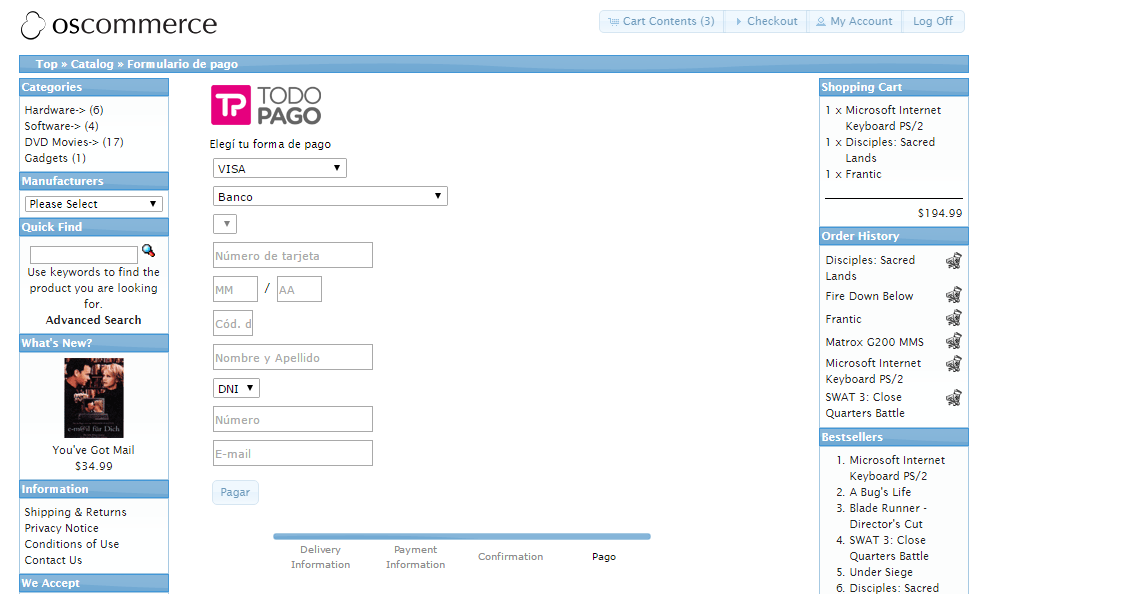 oscommerce
Cart Contents (3)
Checkout
My Account
Log Off
Top » Catalog » Formulario de pago
Categories
Hardware-> (6)
Software-> (4)
DVD Movies-> (17)
Gadgets (1)
Manufacturers
Please Select
Quick Find
Use keywords to find the
product you are looking
for.
Advanced Search
What's New?
e-m@il für Dich
You've Got Mail
$34.99
Information
Shipping & Returns
Privacy Notice
Conditions of Use
Contact Us
We Accept
TP TODO
PAGO
Elegí tu forma de pago
VISA
Banco
Número de tarjeta
MM / AA
Cód. d
Nombre y Apellido
DNI
Número
E-mail
Pagar
Delivery
Information
Payment
Information
Confirmation
Pago
Shopping Cart
1 x Microsoft Internet
Keyboard PS/2
1 x Disciples: Sacred
Lands
1 x Frantic
$194.99
Order History
Disciples: Sacred
Lands
Fire Down Below
Frantic
Matrox G200 MMS
Microsoft Internet
Keyboard PS/2
SWAT 3: Close
Quarters Battle
Bestsellers
1. Microsoft Internet
Keyboard PS/2
2. A Bug's Life
3. Blade Runner -
Director's Cut
4. SWAT 3: Close
Quarters Battle
5. Under Siege
6. Disciples: Sacred